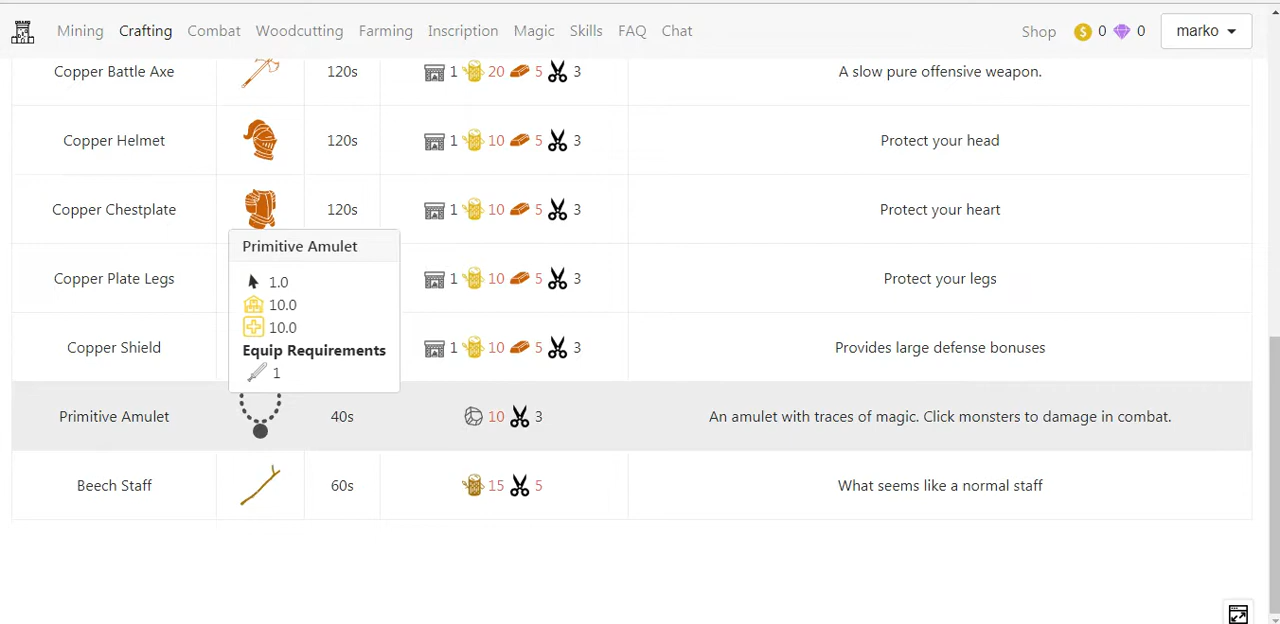 Mining Crafting Combat Woodcutting Farming Inscription Magic Skills FAQ Chat Shop 0 0 marko
Copper Battle Axe 120s 1 20 5 3 A slow pure offensive weapon.
Copper Helmet 120s 1 10 5 3 Protect your head
Copper Chestplate 120s 1 10 5 3 Protect your heart
Primitive Amulet
1.0
10.0
10.0
Equip Requirements
1
Copper Plate Legs 1 10 5 3 Protect your legs
Copper Shield 1 10 5 3 Provides large defense bonuses
Primitive Amulet 40s 10 3 An amulet with traces of magic. Click monsters to damage in combat.
Beech Staff 60s 15 5 What seems like a normal staff